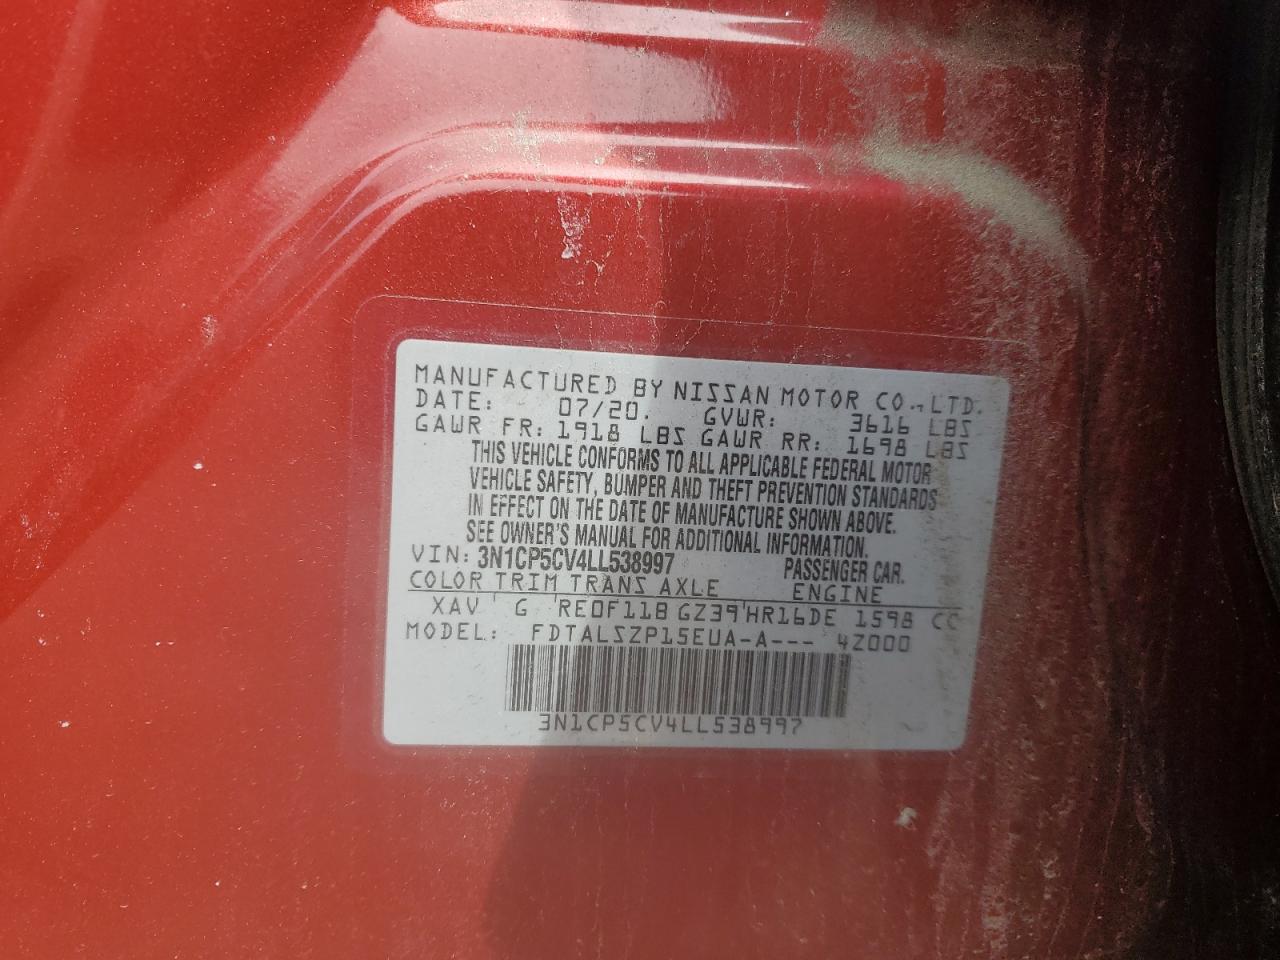 MANUFACTURED BY NISSAN MOTOR CO., LTD.
DATE: 07/20. GVWR: 3616 LBS
GAWR FR: 1918 LBS GAWR RR: 1698 LBS
THIS VEHICLE CONFORMS TO ALL APPLICABLE FEDERAL MOTOR
VEHICLE SAFETY, BUMPER AND THEFT PREVENTION STANDARDS
IN EFFECT ON THE DATE OF MANUFACTURE SHOWN ABOVE.
SEE OWNER'S MANUAL FOR ADDITIONAL INFORMATION.
VIN: 3N1CP5CV4LL538997 PASSENGER CAR.
COLOR TRIM TRANS AXLE ENGINE
XAV G RE0F11B GZ39 HR16DE 1598 CC
MODEL: FDTALSZP15EUA-A--- 4Z000
3N1CP5CV4LL538997